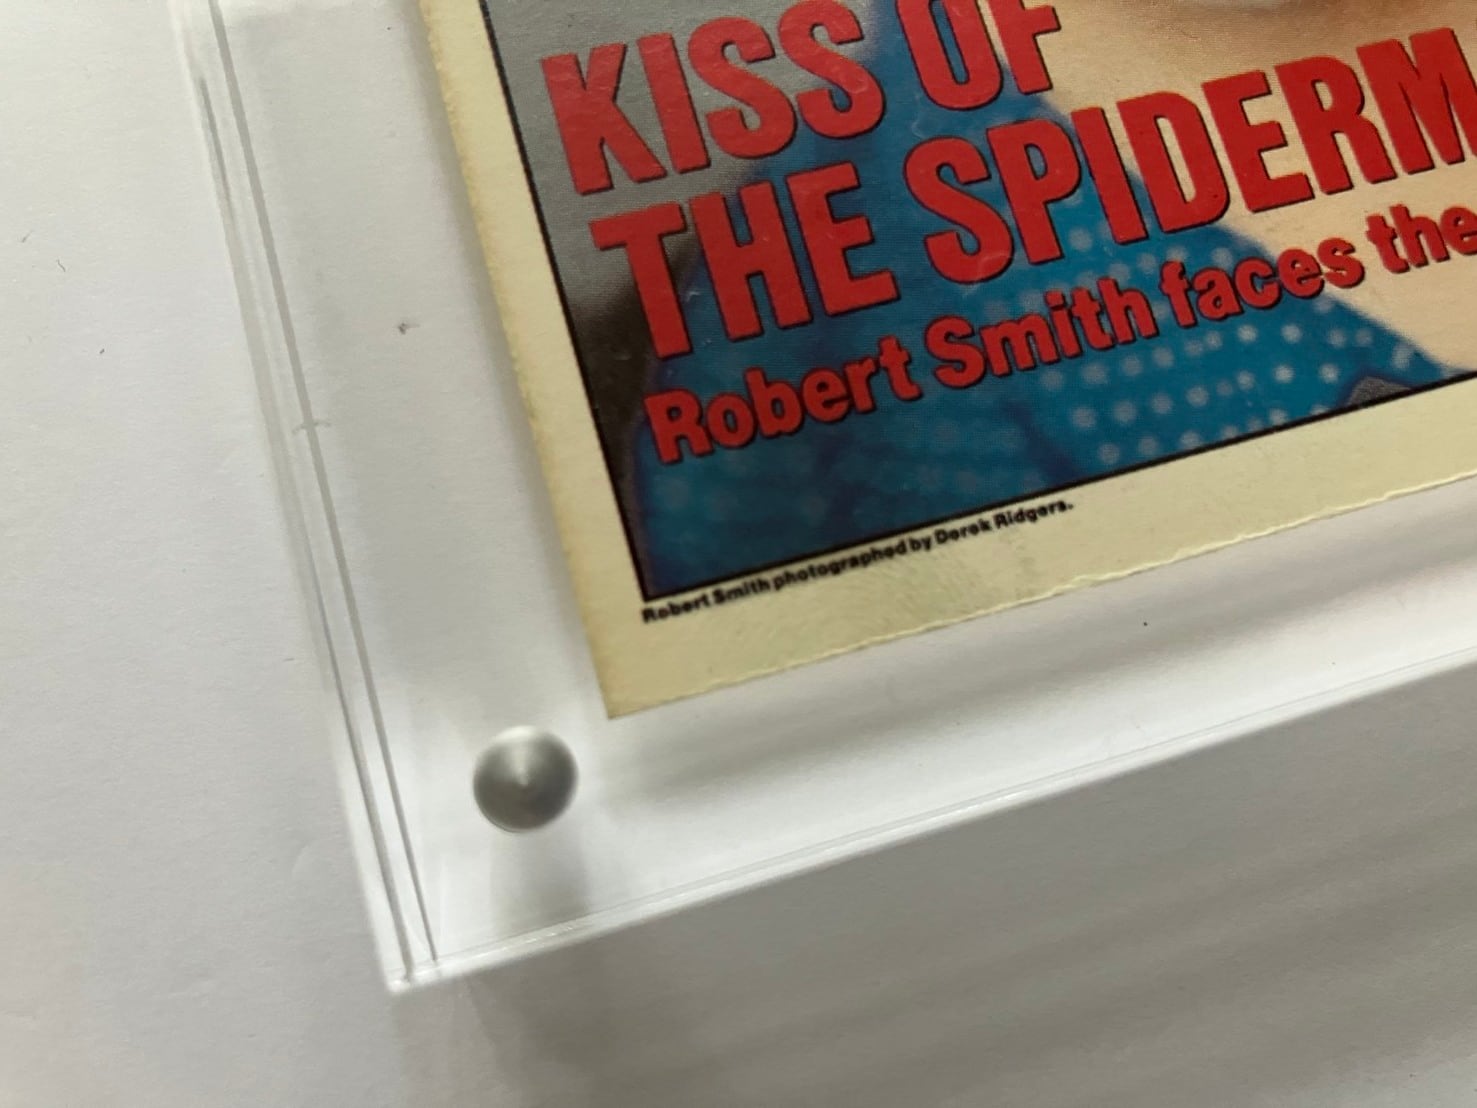 KISS OF
THE SPIDERM
Robert Smith faces the
Robert Smith photographed by Derek Ridgers.